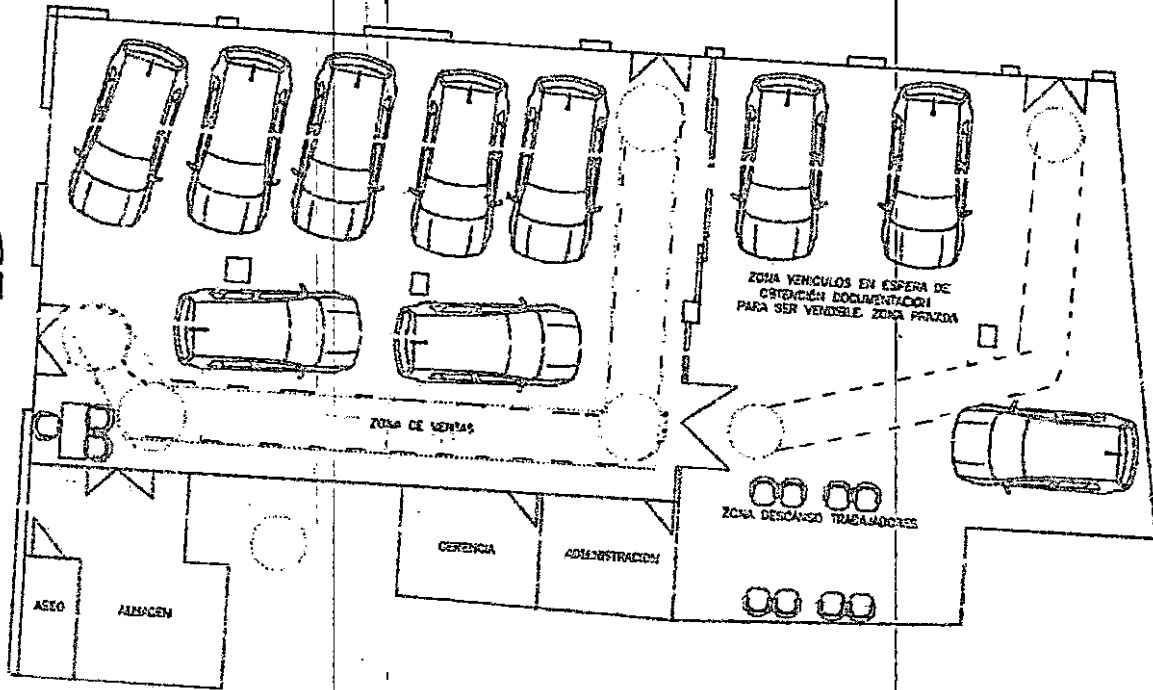 ZONA VEHICULOS EN ESPERA DE
OBTENCIÓN DOCUMENTACION
PARA SER VENDIBLE. ZONA PRIVADA
ZONA DE VENTAS
ZONA DESCANSO TRABAJADORES
GERENCIA
ADMINISTRACION
ASEO
ALMACEN